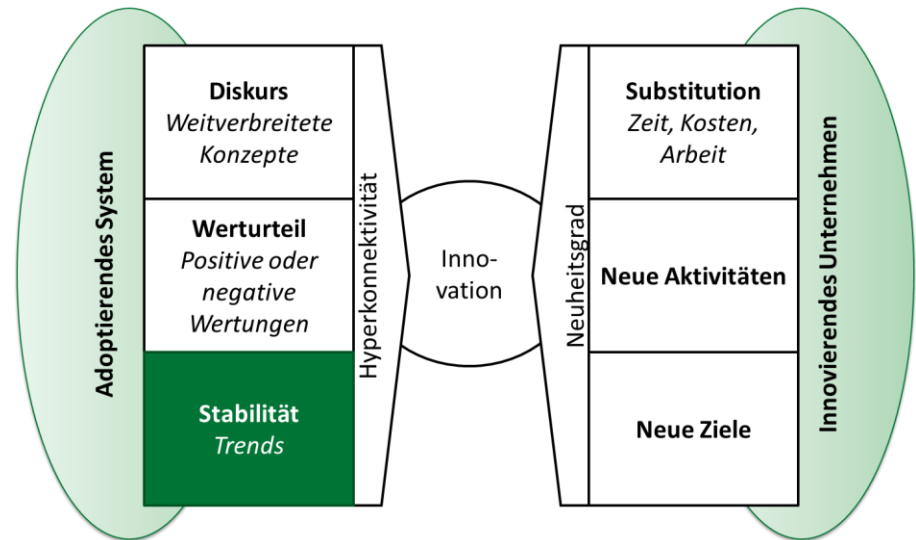 Adoptierendes System
Diskurs
Weitverbreitete
Konzepte
Werturteil
Positive oder
negative
Wertungen
Stabilität
Trends
Hyperkonnektivität
Inno-
vation
Neuheitsgrad
Substitution
Zeit, Kosten,
Arbeit
Neue Aktivitäten
Neue Ziele
Innovierendes Unternehmen